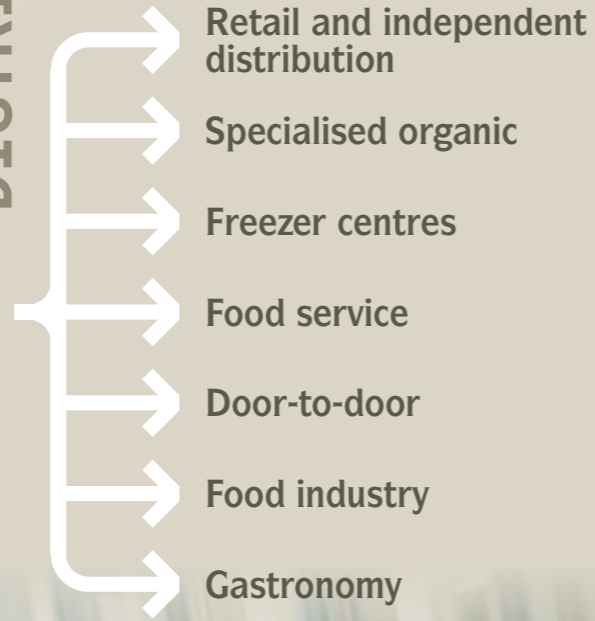 Retail and independent
distribution
Specialised organic
Freezer centres
Food service
Door-to-door
Food industry
Gastronomy